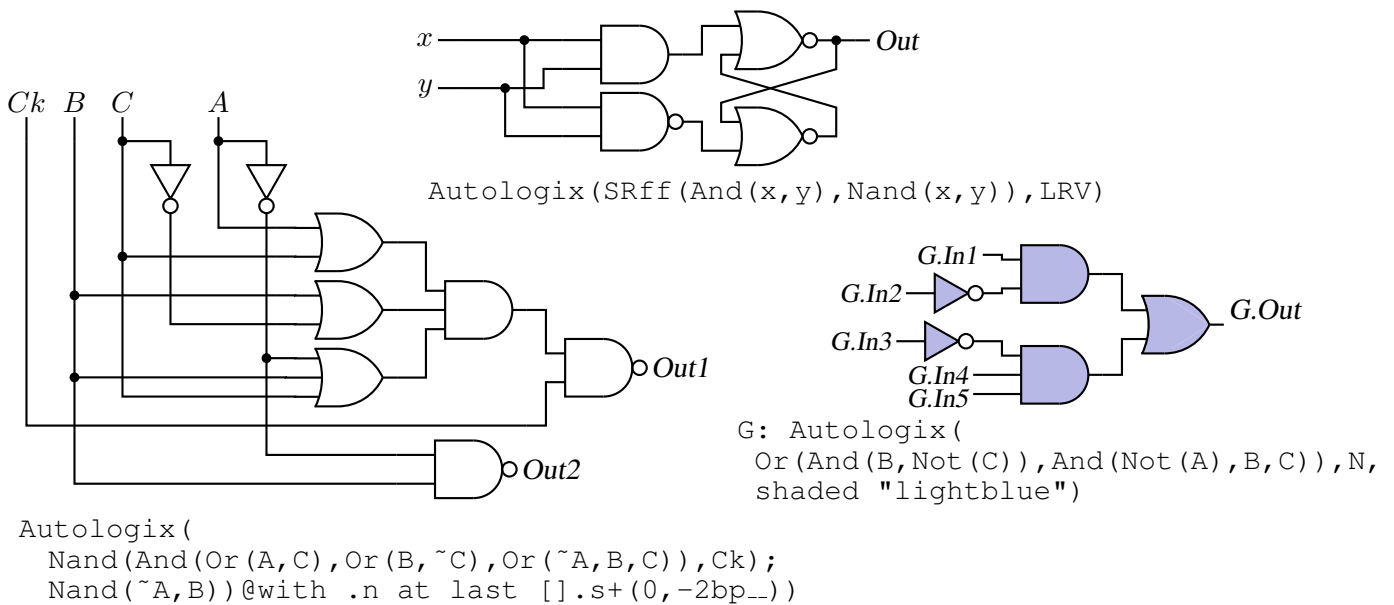 x
Out
y
Autologix(SRff(And(x,y),Nand(x,y)),LRV)
Ck B C A
Out1
Out2
Autologix(
Nand(And(Or(A,C),Or(B,˜C),Or(˜A,B,C)),Ck);
Nand(˜A,B))@with .n at last [].s+(0,-2bp__))
G.In1
G.In2
G.Out
G.In3
G.In4
G.In5
G: Autologix(
Or(And(B,Not(C)),And(Not(A),B,C)),N,
shaded "lightblue")